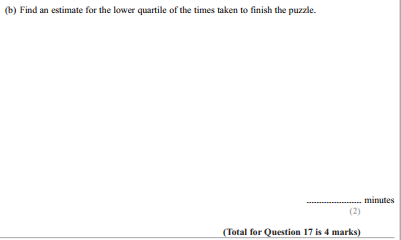 (b) Find an estimate for the lower quartile of the times taken to finish the puzzle.
...................... minutes
(2)
(Total for Question 17 is 4 marks)